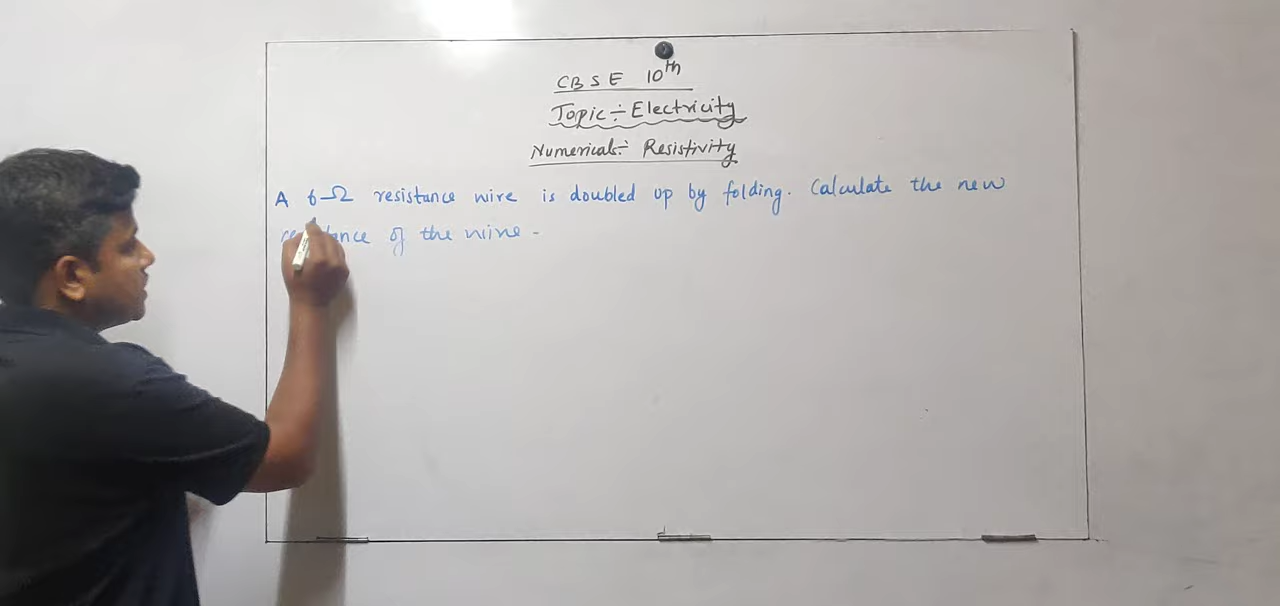 CBSE 10th
Topic ÷ Electricity
Numerical ÷ Resistivity
A 6-Ω resistance wire is doubled up by folding. Calculate the new
of the wire -